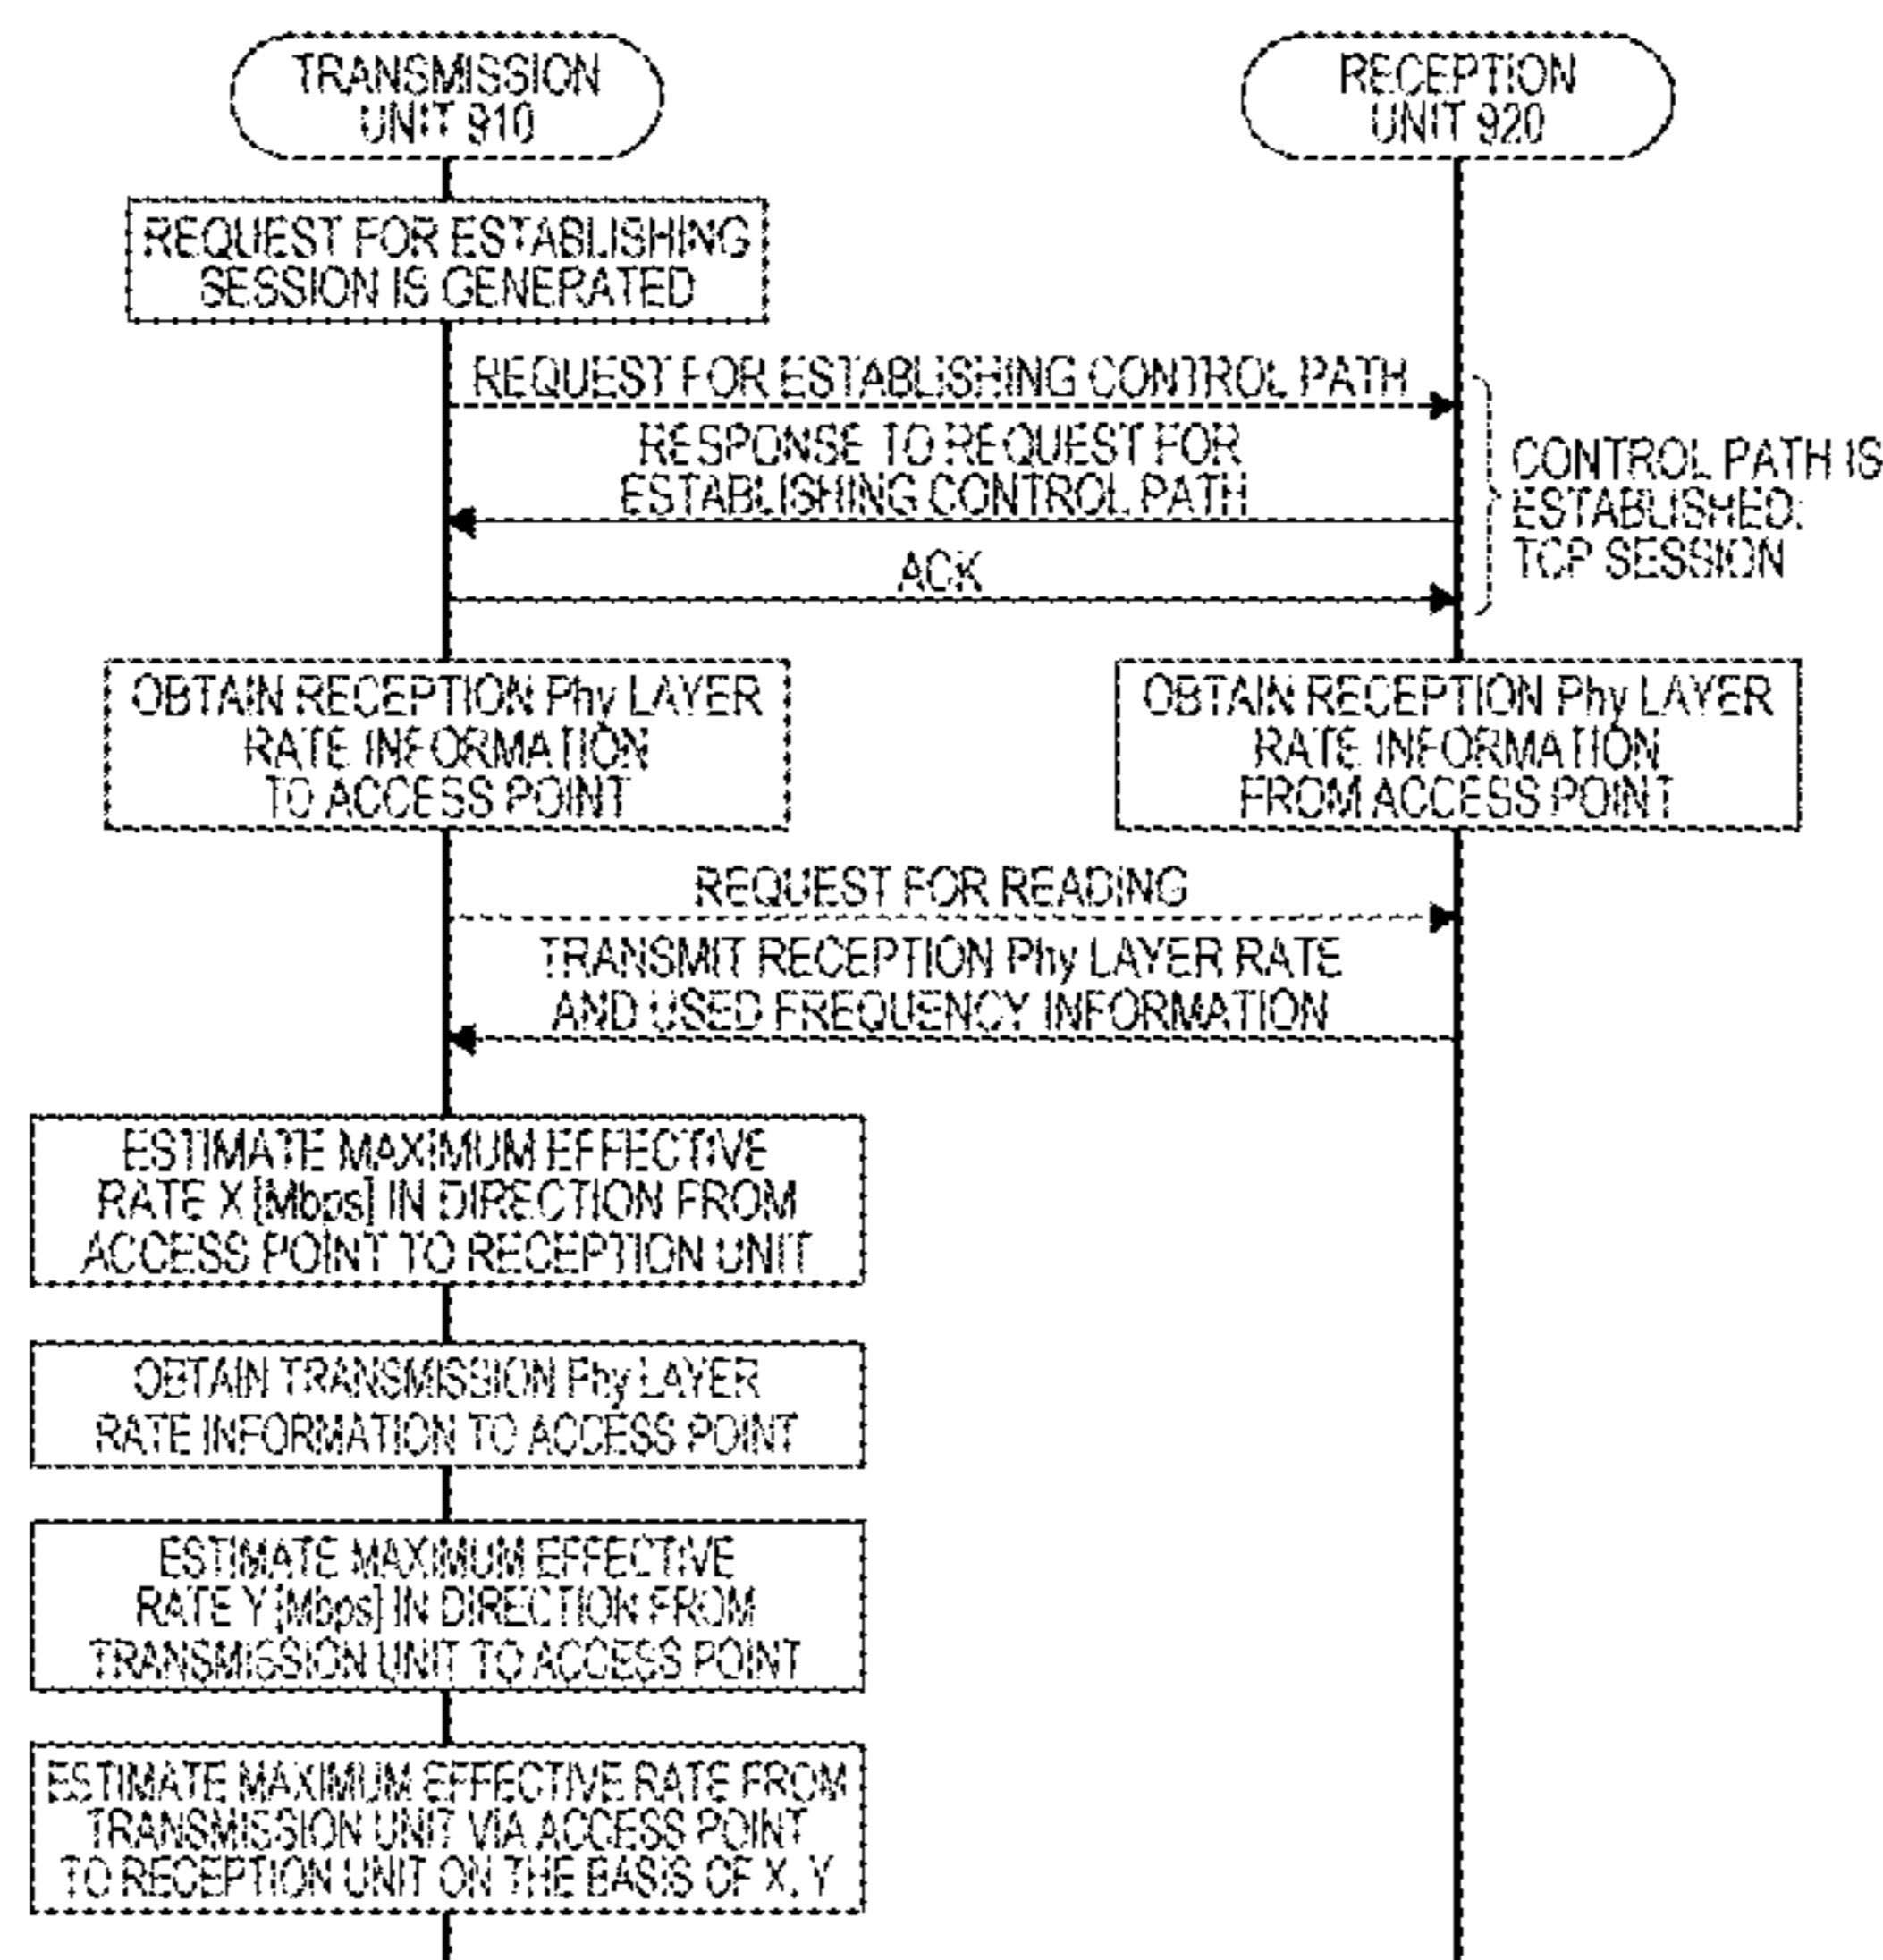 TRANSMISSION
UNIT 910
RECEPTION
UNIT 920
REQUEST FOR ESTABLISHING
SESSION IS GENERATED
REQUEST FOR ESTABLISHING CONTROL PATH
RESPONSE TO REQUEST FOR
ESTABLISHING CONTROL PATH
ACK
CONTROL PATH IS
ESTABLISHED:
TCP SESSION
OBTAIN RECEPTION Phy LAYER
RATE INFORMATION
TO ACCESS POINT
OBTAIN RECEPTION Phy LAYER
RATE INFORMATION
FROM ACCESS POINT
REQUEST FOR READING
TRANSMIT RECEPTION Phy LAYER RATE
AND USED FREQUENCY INFORMATION
ESTIMATE MAXIMUM EFFECTIVE
RATE X [Mbps] IN DIRECTION FROM
ACCESS POINT TO RECEPTION UNIT
OBTAIN TRANSMISSION Phy LAYER
RATE INFORMATION TO ACCESS POINT
ESTIMATE MAXIMUM EFFECTIVE
RATE Y [Mbps] IN DIRECTION FROM
TRANSMISSION UNIT TO ACCESS POINT
ESTIMATE MAXIMUM EFFECTIVE RATE FROM
TRANSMISSION UNIT VIA ACCESS POINT
TO RECEPTION UNIT ON THE BASIS OF X, Y